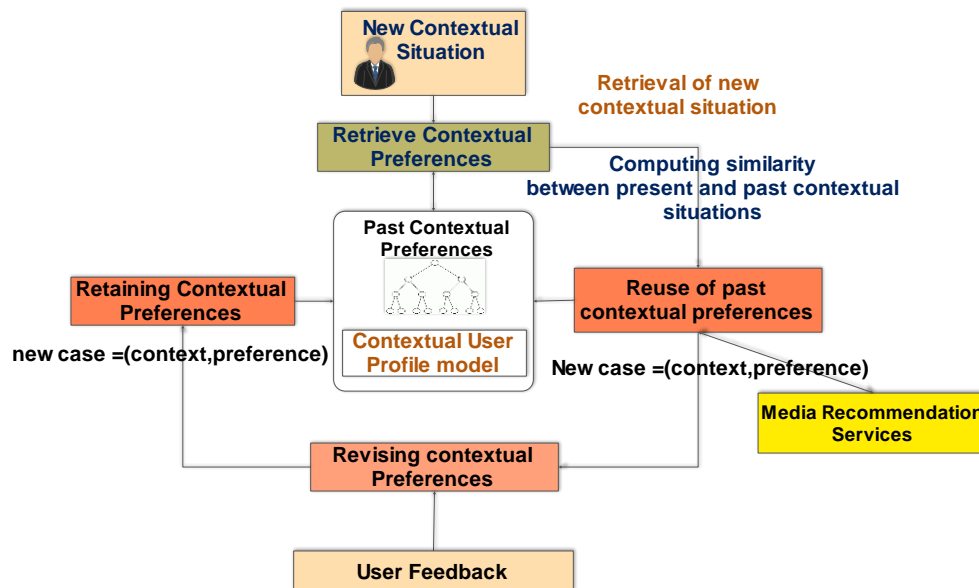 New Contextual
Situation
Retrieval of new
contextual situation
Retrieve Contextual
Preferences
Computing similarity
between present and past contextual
situations
Past Contextual
Preferences
Retaining Contextual
Preferences
Reuse of past
contextual preferences
Contextual User
Profile model
new case =(context,preference)
New case =(context,preference)
Media Recommendation
Services
Revising contextual
Preferences
User Feedback